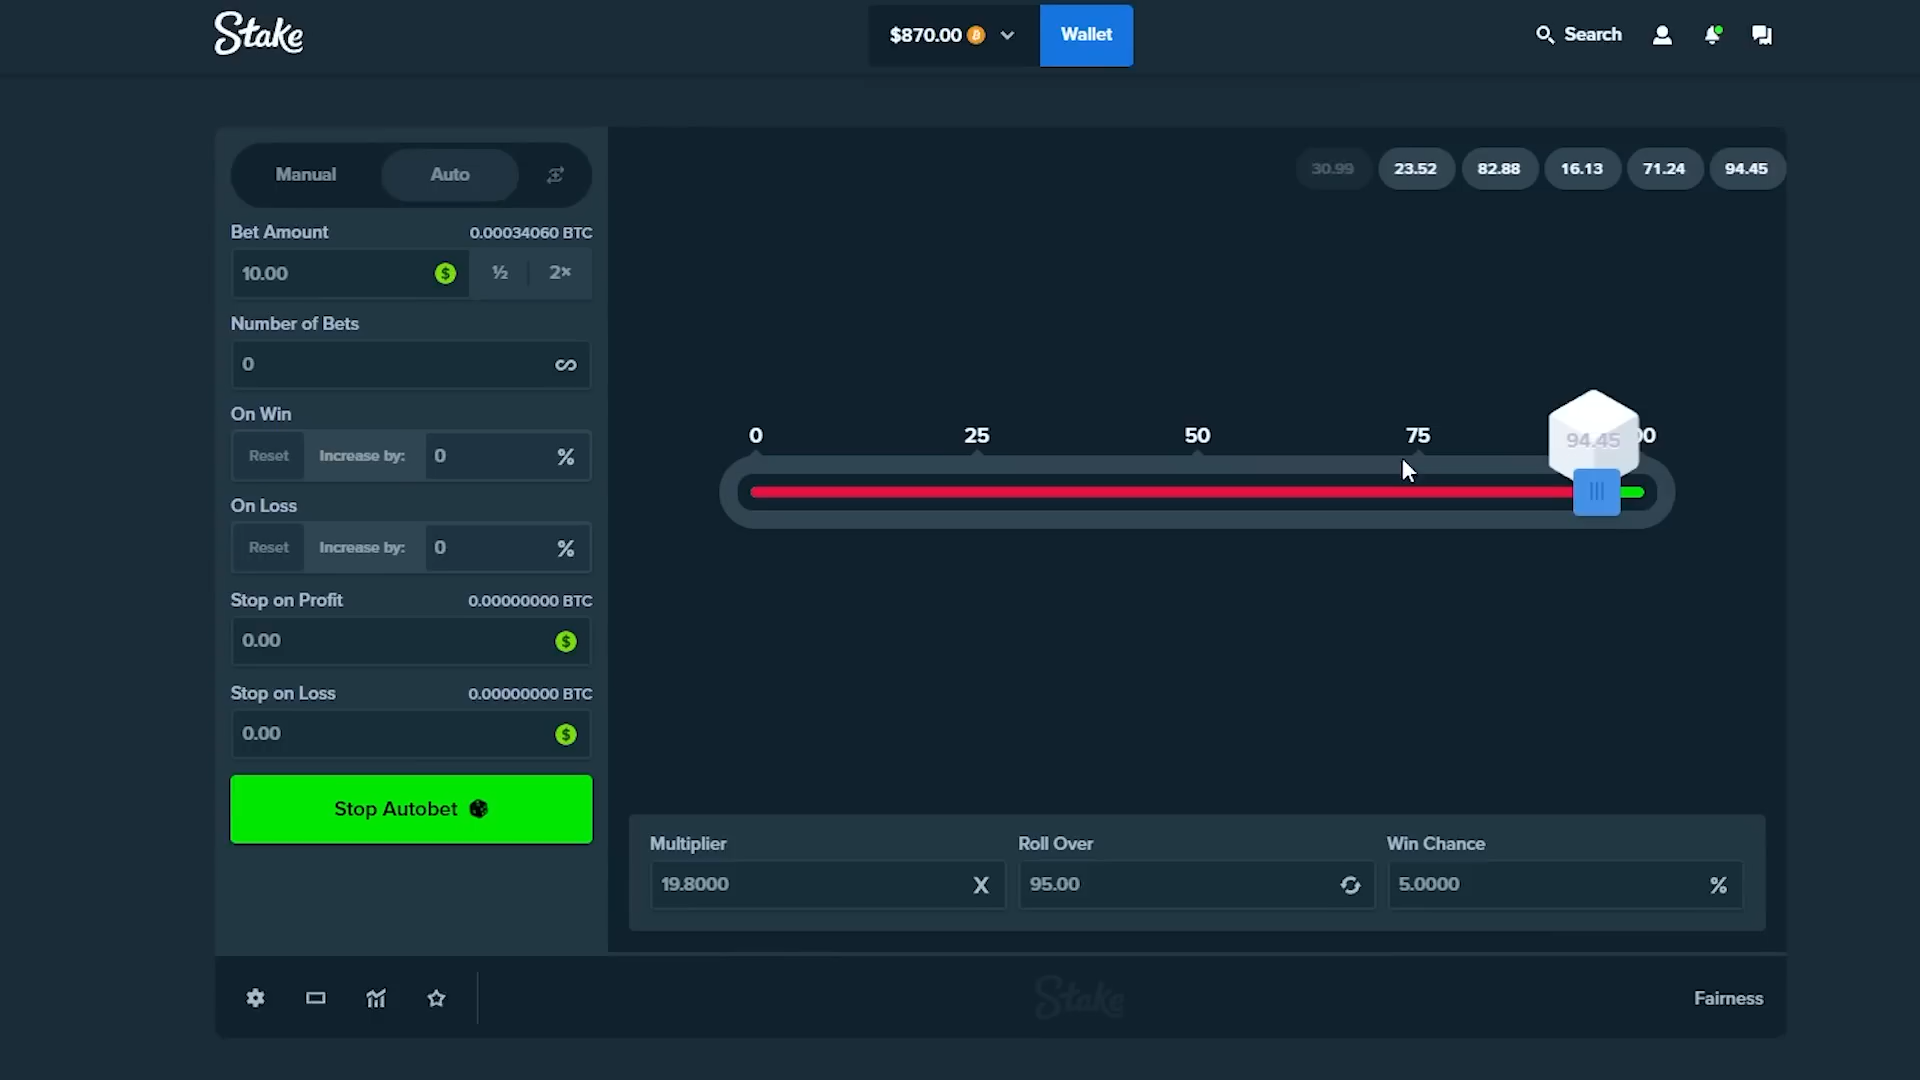 Stake
$870.00
Wallet
Search
Manual
Auto
30.99
23.52
82.88
16.13
71.24
94.45
Bet Amount
0.00034060 BTC
10.00
$
½
2×
Number of Bets
0
On Win
Reset
Increase by:
0
%
On Loss
Reset
Increase by:
0
%
Stop on Profit
0.00000000 BTC
0.00
$
Stop on Loss
0.00000000 BTC
0.00
$
Stop Autobet
0
25
50
75
94.45
00
Multiplier
19.8000
X
Roll Over
95.00
Win Chance
5.0000
%
Stake
Fairness